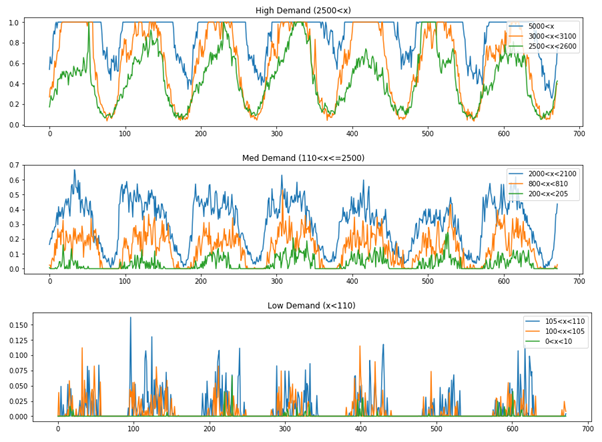 High Demand (2500<x)
5000<x
3000<x<3100
2500<x<2600
1.0
0.8
0.6
0.4
0.2
0.0
0 100 200 300 400 500 600 700
Med Demand (110<x<=2500)
2000<x<2100
800<x<810
200<x<205
0.7
0.6
0.5
0.4
0.3
0.2
0.1
0.0
0 100 200 300 400 500 600 700
Low Demand (x<110)
105<x<110
100<x<105
0<x<10
0.150
0.125
0.100
0.075
0.050
0.025
0.000
0 100 200 300 400 500 600 700